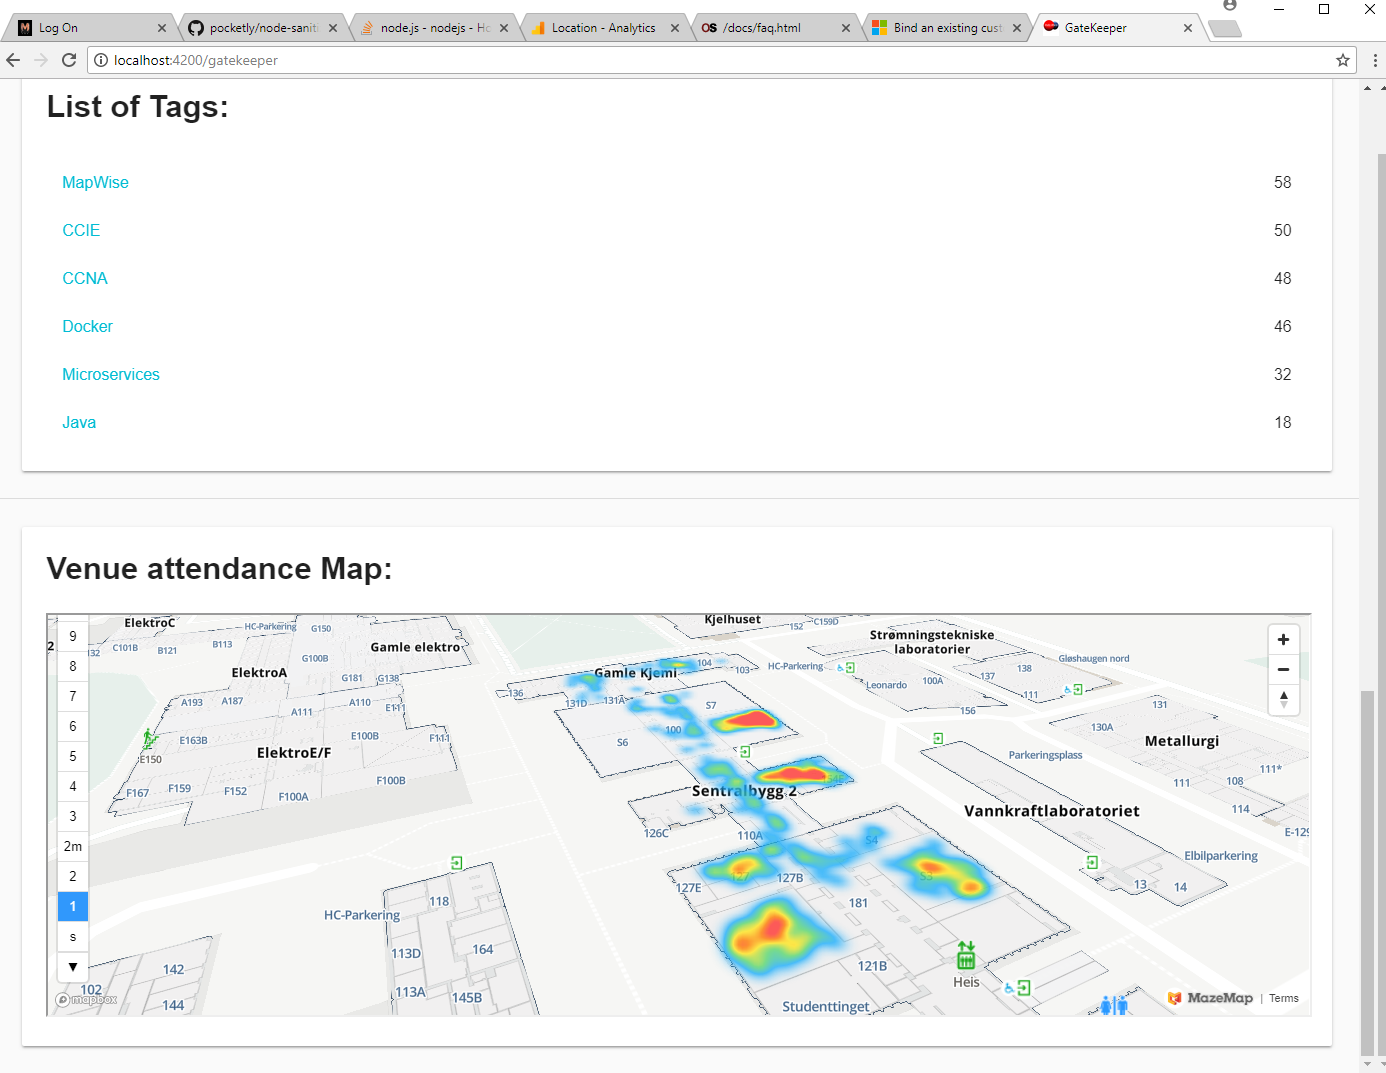 Log On
pocketly/node-saniti
node.js - nodejs - Ho
Location - Analytics
OS /docs/faq.html
Bind an existing cust
GateKeeper
localhost:4200/gatekeeper
List of Tags:
MapWise 58
CCIE 50
CCNA 48
Docker 46
Microservices 32
Java 18
Venue attendance Map:
9
8
7
6
5
4
3
2m
2
1
s
2
ElektroC
HC-Parkering
G150
132
C101B
B121
B113
G100B
Gamle elektro
ElektroA
G181
G138
A193
A187
A111
A110
E111
E163B
E100B
F111
ElektroE/F
E150
F167
F159
F152
F100A
F100B
Kjelhuset
152
C159D
Strømningstekniske
laboratorier
Gamle Kjemi
104
103
HC-Parkering
136
131D
131A
S7
S6
100
Leonardo
100A
137
138
111
156
Gløshaugen nord
131
130A
Metallurgi
Parkeringsplass
111
108
111*
114
E-129
Sentralbygg 2
Vannkraftlaboratoriet
126C
110A
S4
Elbilparkering
127E
127
127B
S3
13
14
181
HC-Parkering
118
113D
164
113A
145B
121B
Heis
Studenttinget
142
102
144
mapbox
MazeMap | Terms